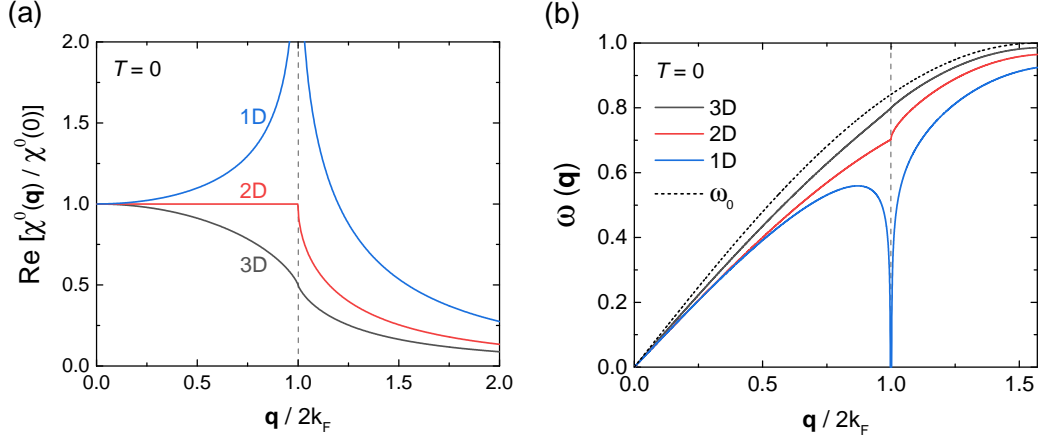 (a)
2.0
1.5
1.0
0.5
0.0
Re [χ⁰(q) / χ⁰(0)]
T = 0
1D
2D
3D
0.0 0.5 1.0 1.5 2.0
q / 2k_F
(b)
1.0
0.8
0.6
0.4
0.2
0.0
ω (q)
T = 0
3D
2D
1D
ω₀
0.0 0.5 1.0 1.5
q / 2k_F